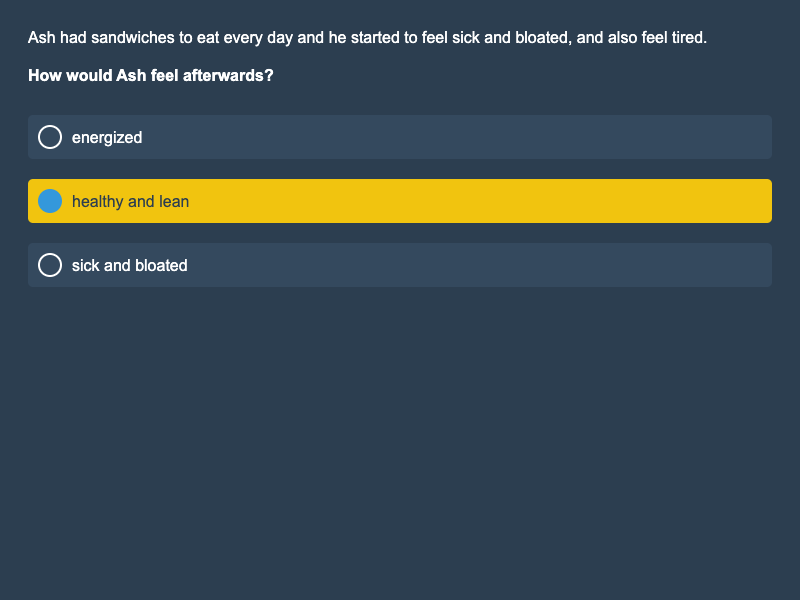 Ash had sandwiches to eat every day and he started to feel sick and bloated, and also feel tired.
How would Ash feel afterwards?
energized
healthy and lean
sick and bloated